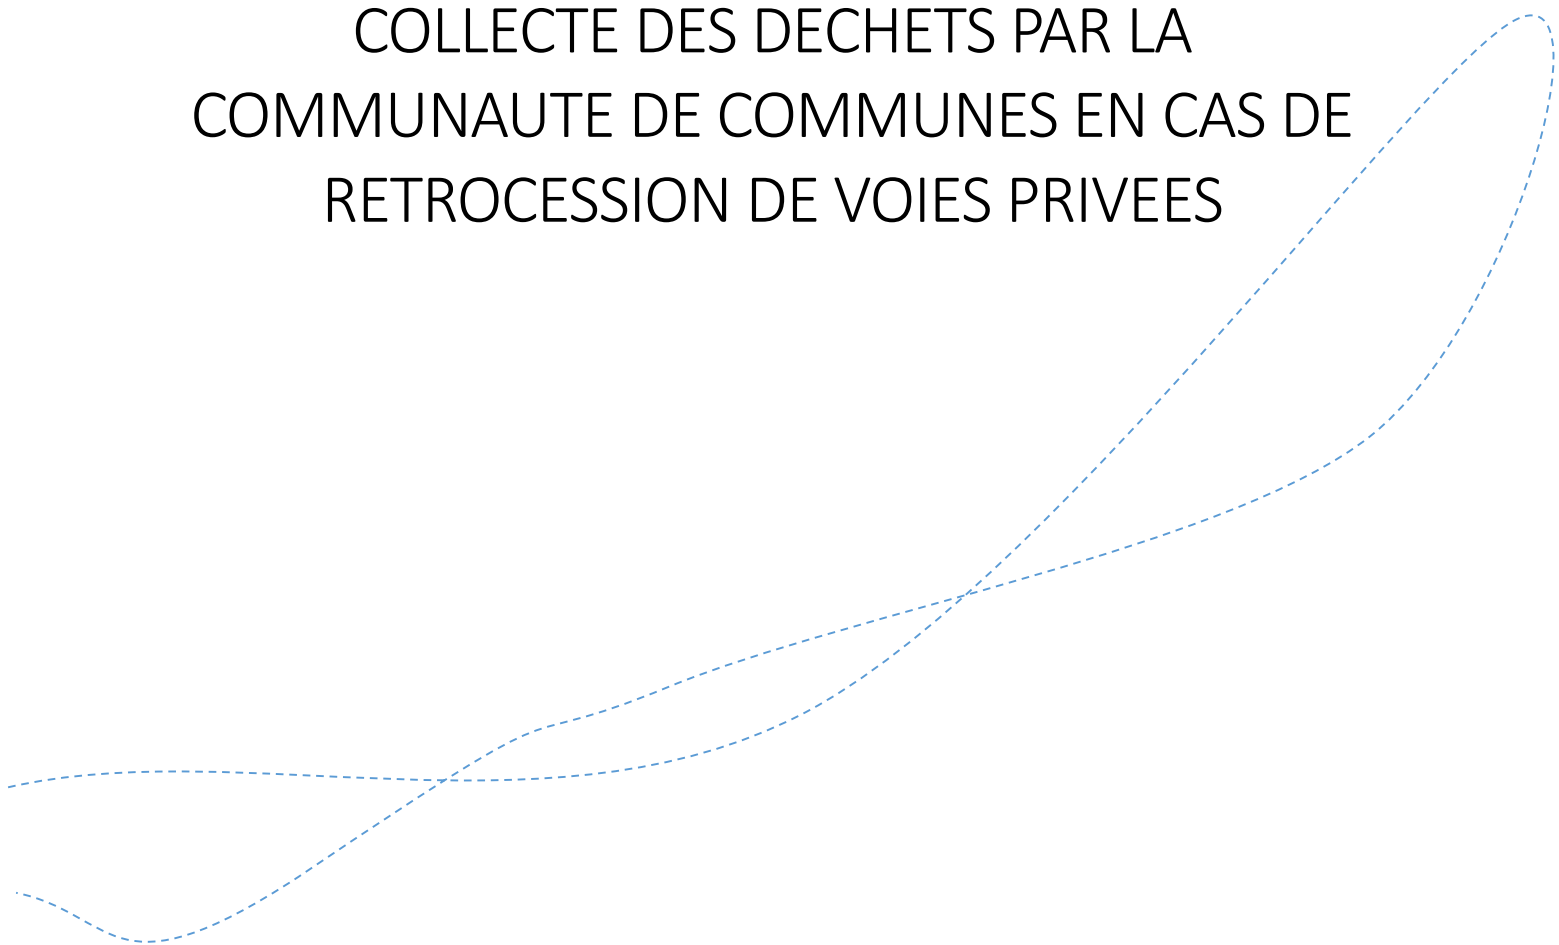 COLLECTE DES DECHETS PAR LA
COMMUNAUTE DE COMMUNES EN CAS DE
RETROCESSION DE VOIES PRIVEES